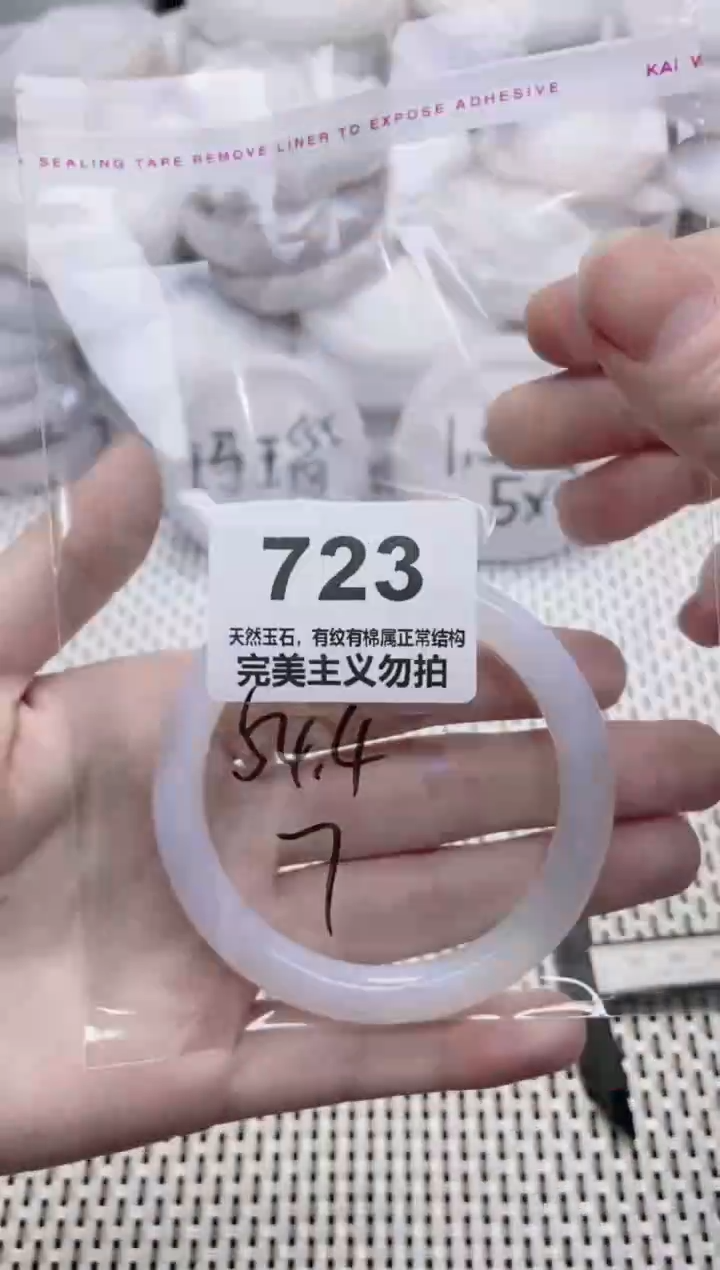 KAI W
SEALING TAPE REMOVE LINER TO EXPOSE ADHESIVE
玛瑙
5x
723
天然玉石，有纹有棉属正常结构
完美主义勿拍
54.4
7